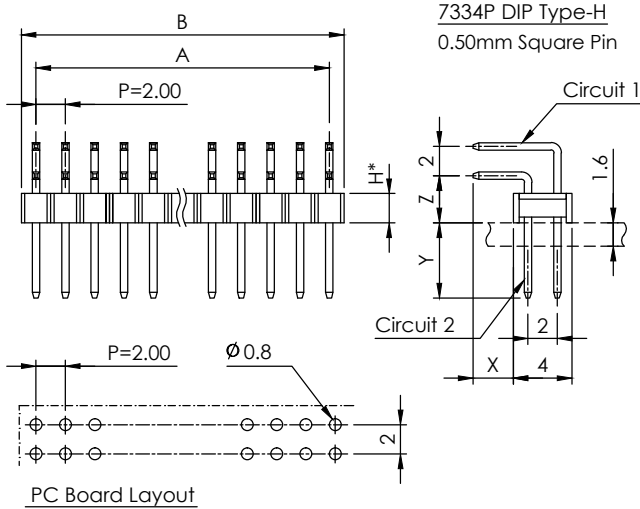 7334P DIP Type-H
0.50mm Square Pin
B
A
P=2.00
H*
Circuit 1
2
Z
Y
1.6
Circuit 2
2
X
4
P=2.00
Ø 0.8
2
PC Board Layout